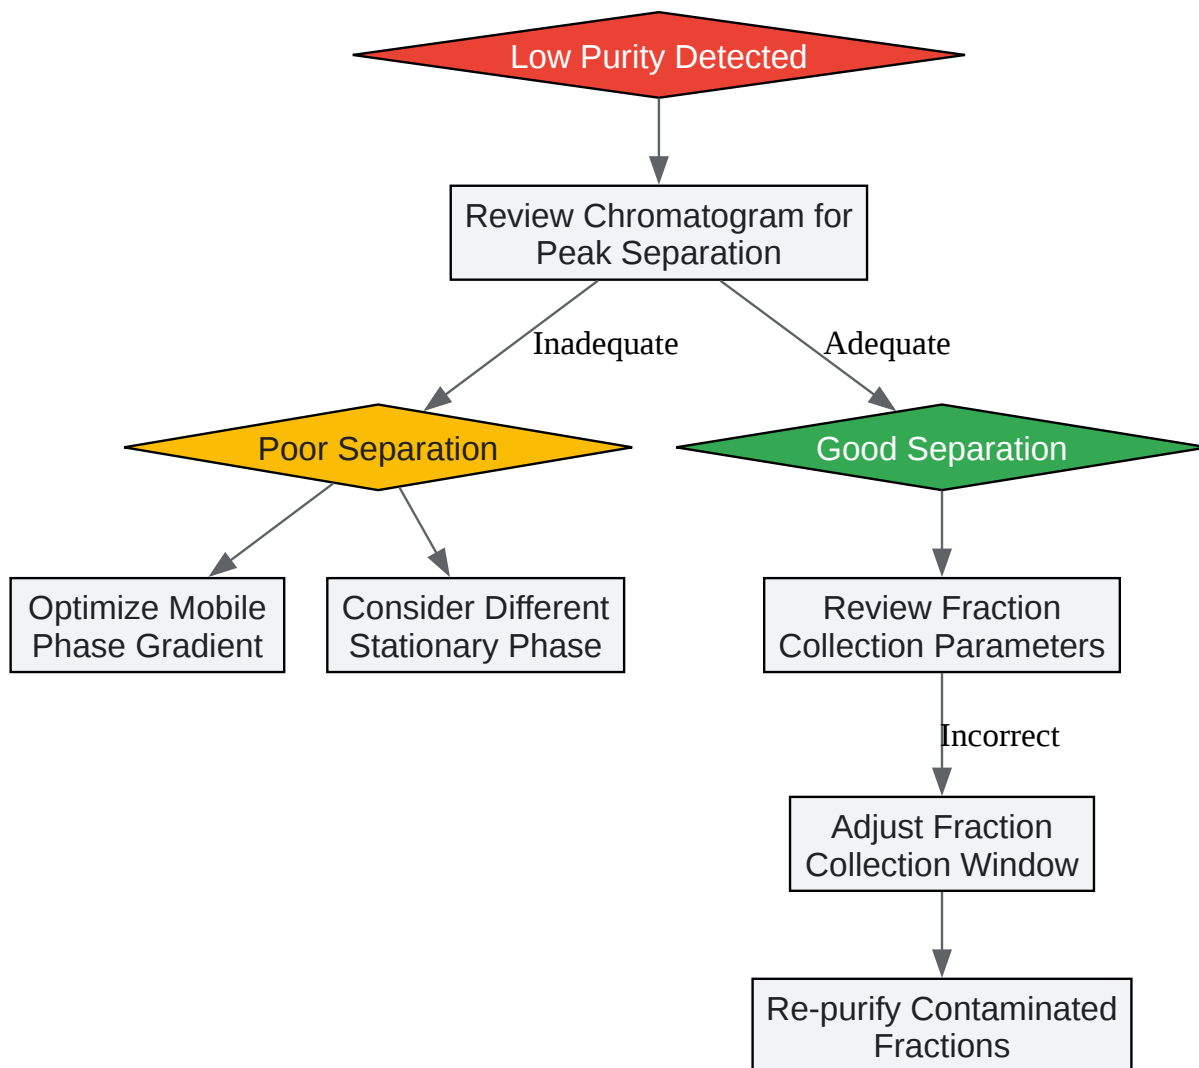 Low Purity Detected
Review Chromatogram for
Peak Separation
Inadequate
Adequate
Poor Separation
Good Separation
Optimize Mobile
Phase Gradient
Consider Different
Stationary Phase
Review Fraction
Collection Parameters
Incorrect
Adjust Fraction
Collection Window
Re-purify Contaminated
Fractions